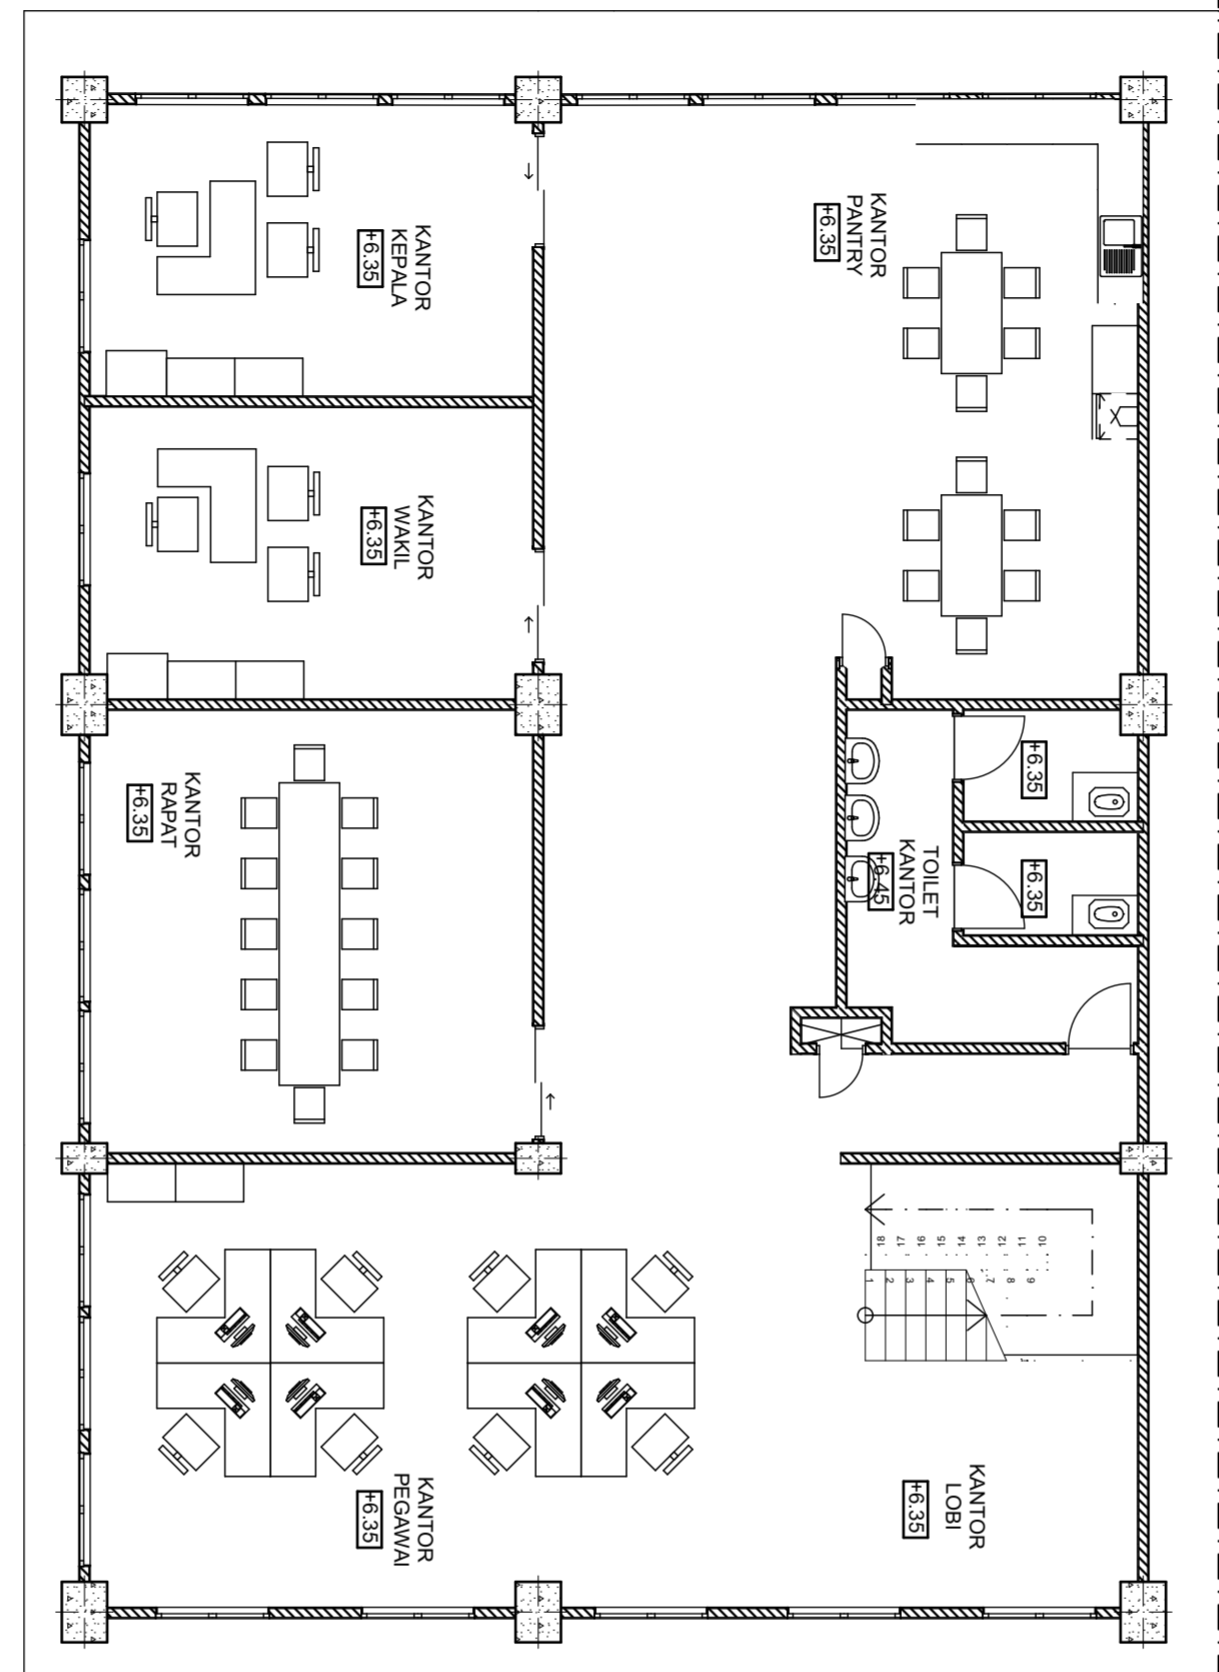 KANTOR
KEPALA
+6.35
KANTOR
PANTRY
+6.35
KANTOR
WAKIL
+6.35
KANTOR
RAPAT
+6.35
TOILET
KANTOR
+6.45
+6.35
+6.35
18 17 16 15 14 13 12 11 10
1 2 3 4 5 6 7 8 9
KANTOR
PEGAWAI
+6.35
KANTOR
LOBI
+6.35